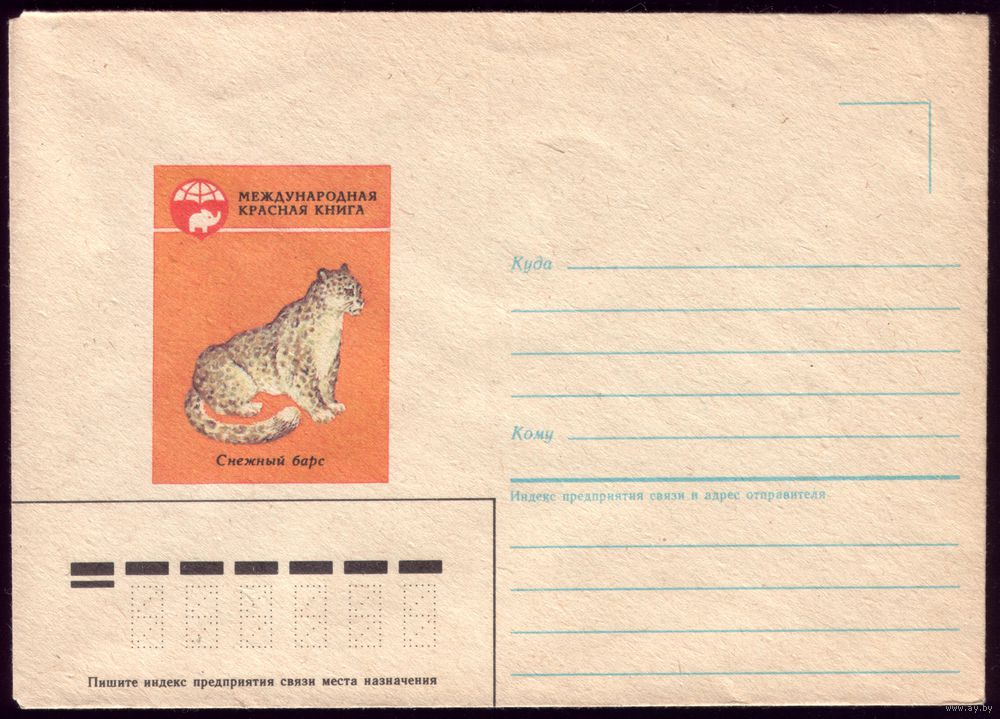 МЕЖДУНАРОДНАЯ
КРАСНАЯ КНИГА
Снежный барс
Куда
Кому
Индекс предприятия связи и адрес отправителя
Пишите индекс предприятия связи места назначения
www.ay.by